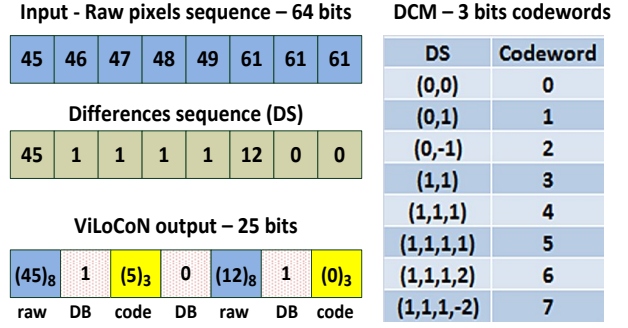 Input - Raw pixels sequence – 64 bits
45 46 47 48 49 61 61 61
Differences sequence (DS)
45 1 1 1 1 12 0 0
ViLoCoN output – 25 bits
(45)₈ 1 (5)₃ 0 (12)₈ 1 (0)₃
raw DB code DB raw DB code
DCM – 3 bits codewords
DS Codeword
(0,0) 0
(0,1) 1
(0,-1) 2
(1,1) 3
(1,1,1) 4
(1,1,1,1) 5
(1,1,1,2) 6
(1,1,1,-2) 7